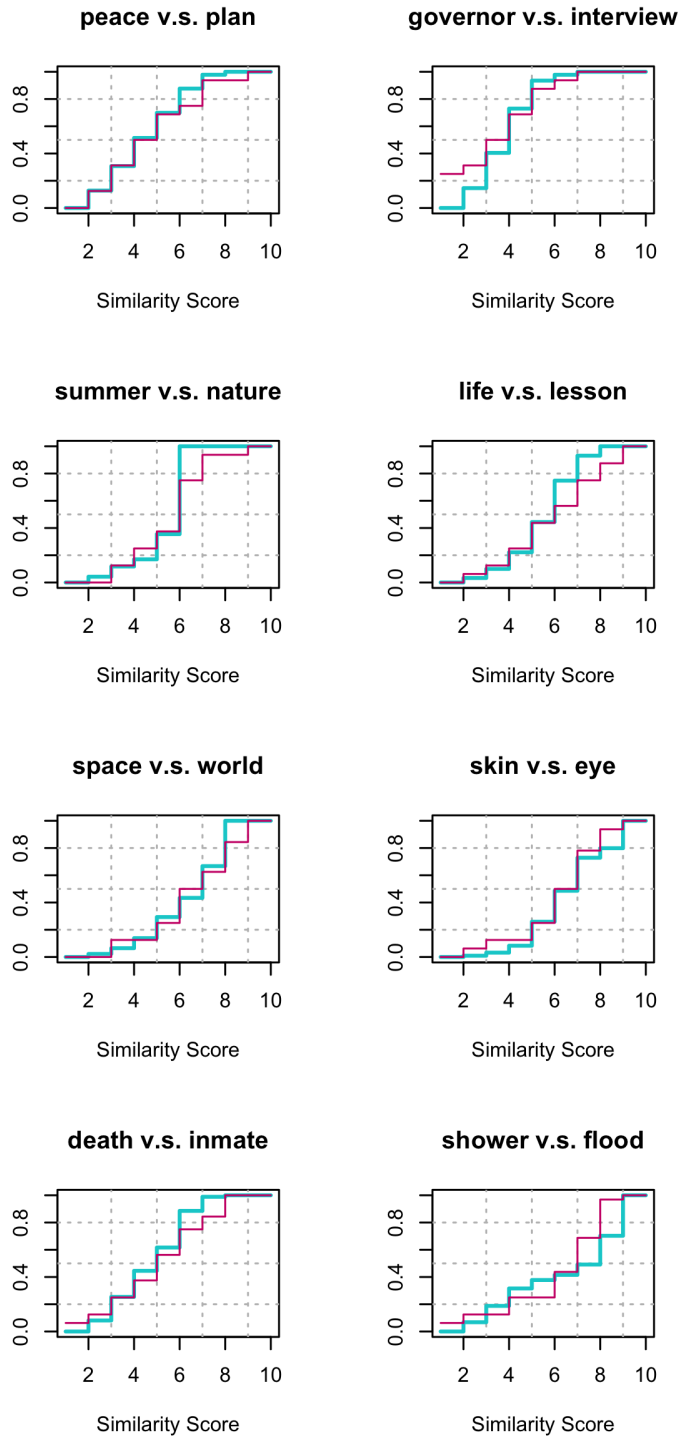 peace v.s. plan
0.0 0.4 0.8
2 4 6 8 10
Similarity Score
governor v.s. interview
0.0 0.4 0.8
2 4 6 8 10
Similarity Score
summer v.s. nature
0.0 0.4 0.8
2 4 6 8 10
Similarity Score
life v.s. lesson
0.0 0.4 0.8
2 4 6 8 10
Similarity Score
space v.s. world
0.0 0.4 0.8
2 4 6 8 10
Similarity Score
skin v.s. eye
0.0 0.4 0.8
2 4 6 8 10
Similarity Score
death v.s. inmate
0.0 0.4 0.8
2 4 6 8 10
Similarity Score
shower v.s. flood
0.0 0.4 0.8
2 4 6 8 10
Similarity Score